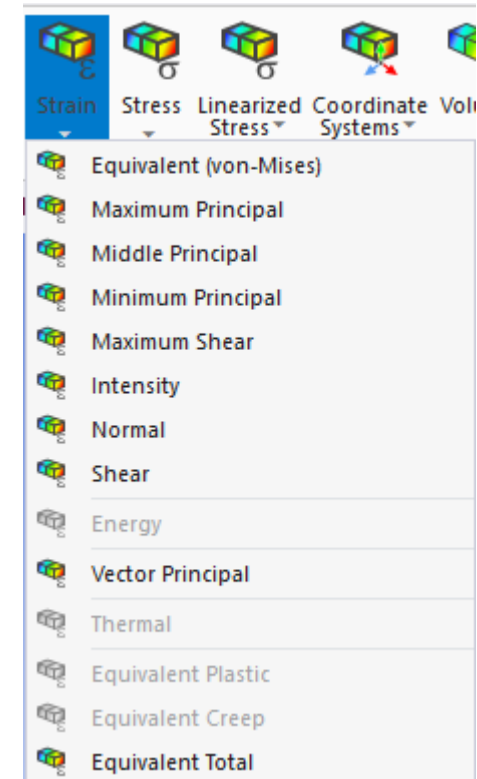 Strain Stress Linearized Coordinate
Stress Systems
Equivalent (von-Mises)
Maximum Principal
Middle Principal
Minimum Principal
Maximum Shear
Intensity
Normal
Shear
Energy
Vector Principal
Thermal
Equivalent Plastic
Equivalent Creep
Equivalent Total